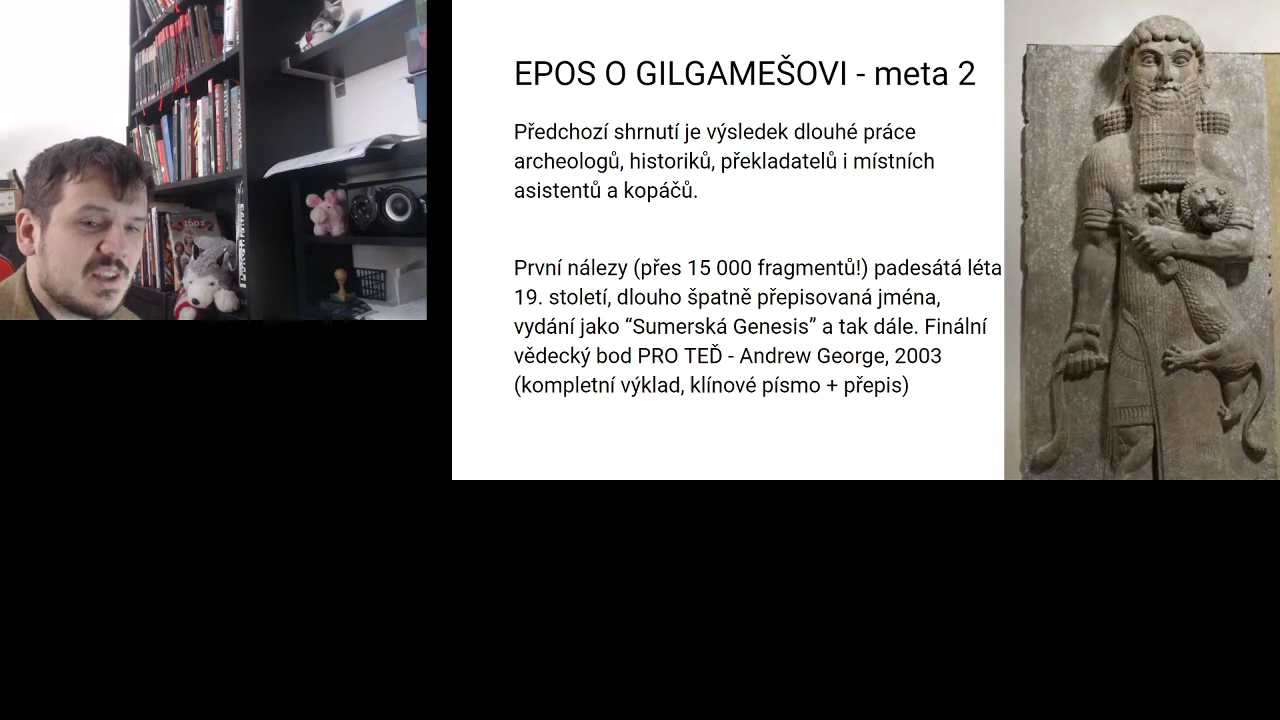 EPOS O GILGAMEŠOVI - meta 2
Předchozí shrnutí je výsledek dlouhé práce
archeologů, historiků, překladatelů i místních
asistentů a kopáčů.
První nálezy (přes 15 000 fragmentů!) padesátá léta
19. století, dlouho špatně přepisovaná jména,
vydání jako “Sumerská Genesis” a tak dále. Finální
vědecký bod PRO TEĎ - Andrew George, 2003
(kompletní výklad, klínové písmo + přepis)